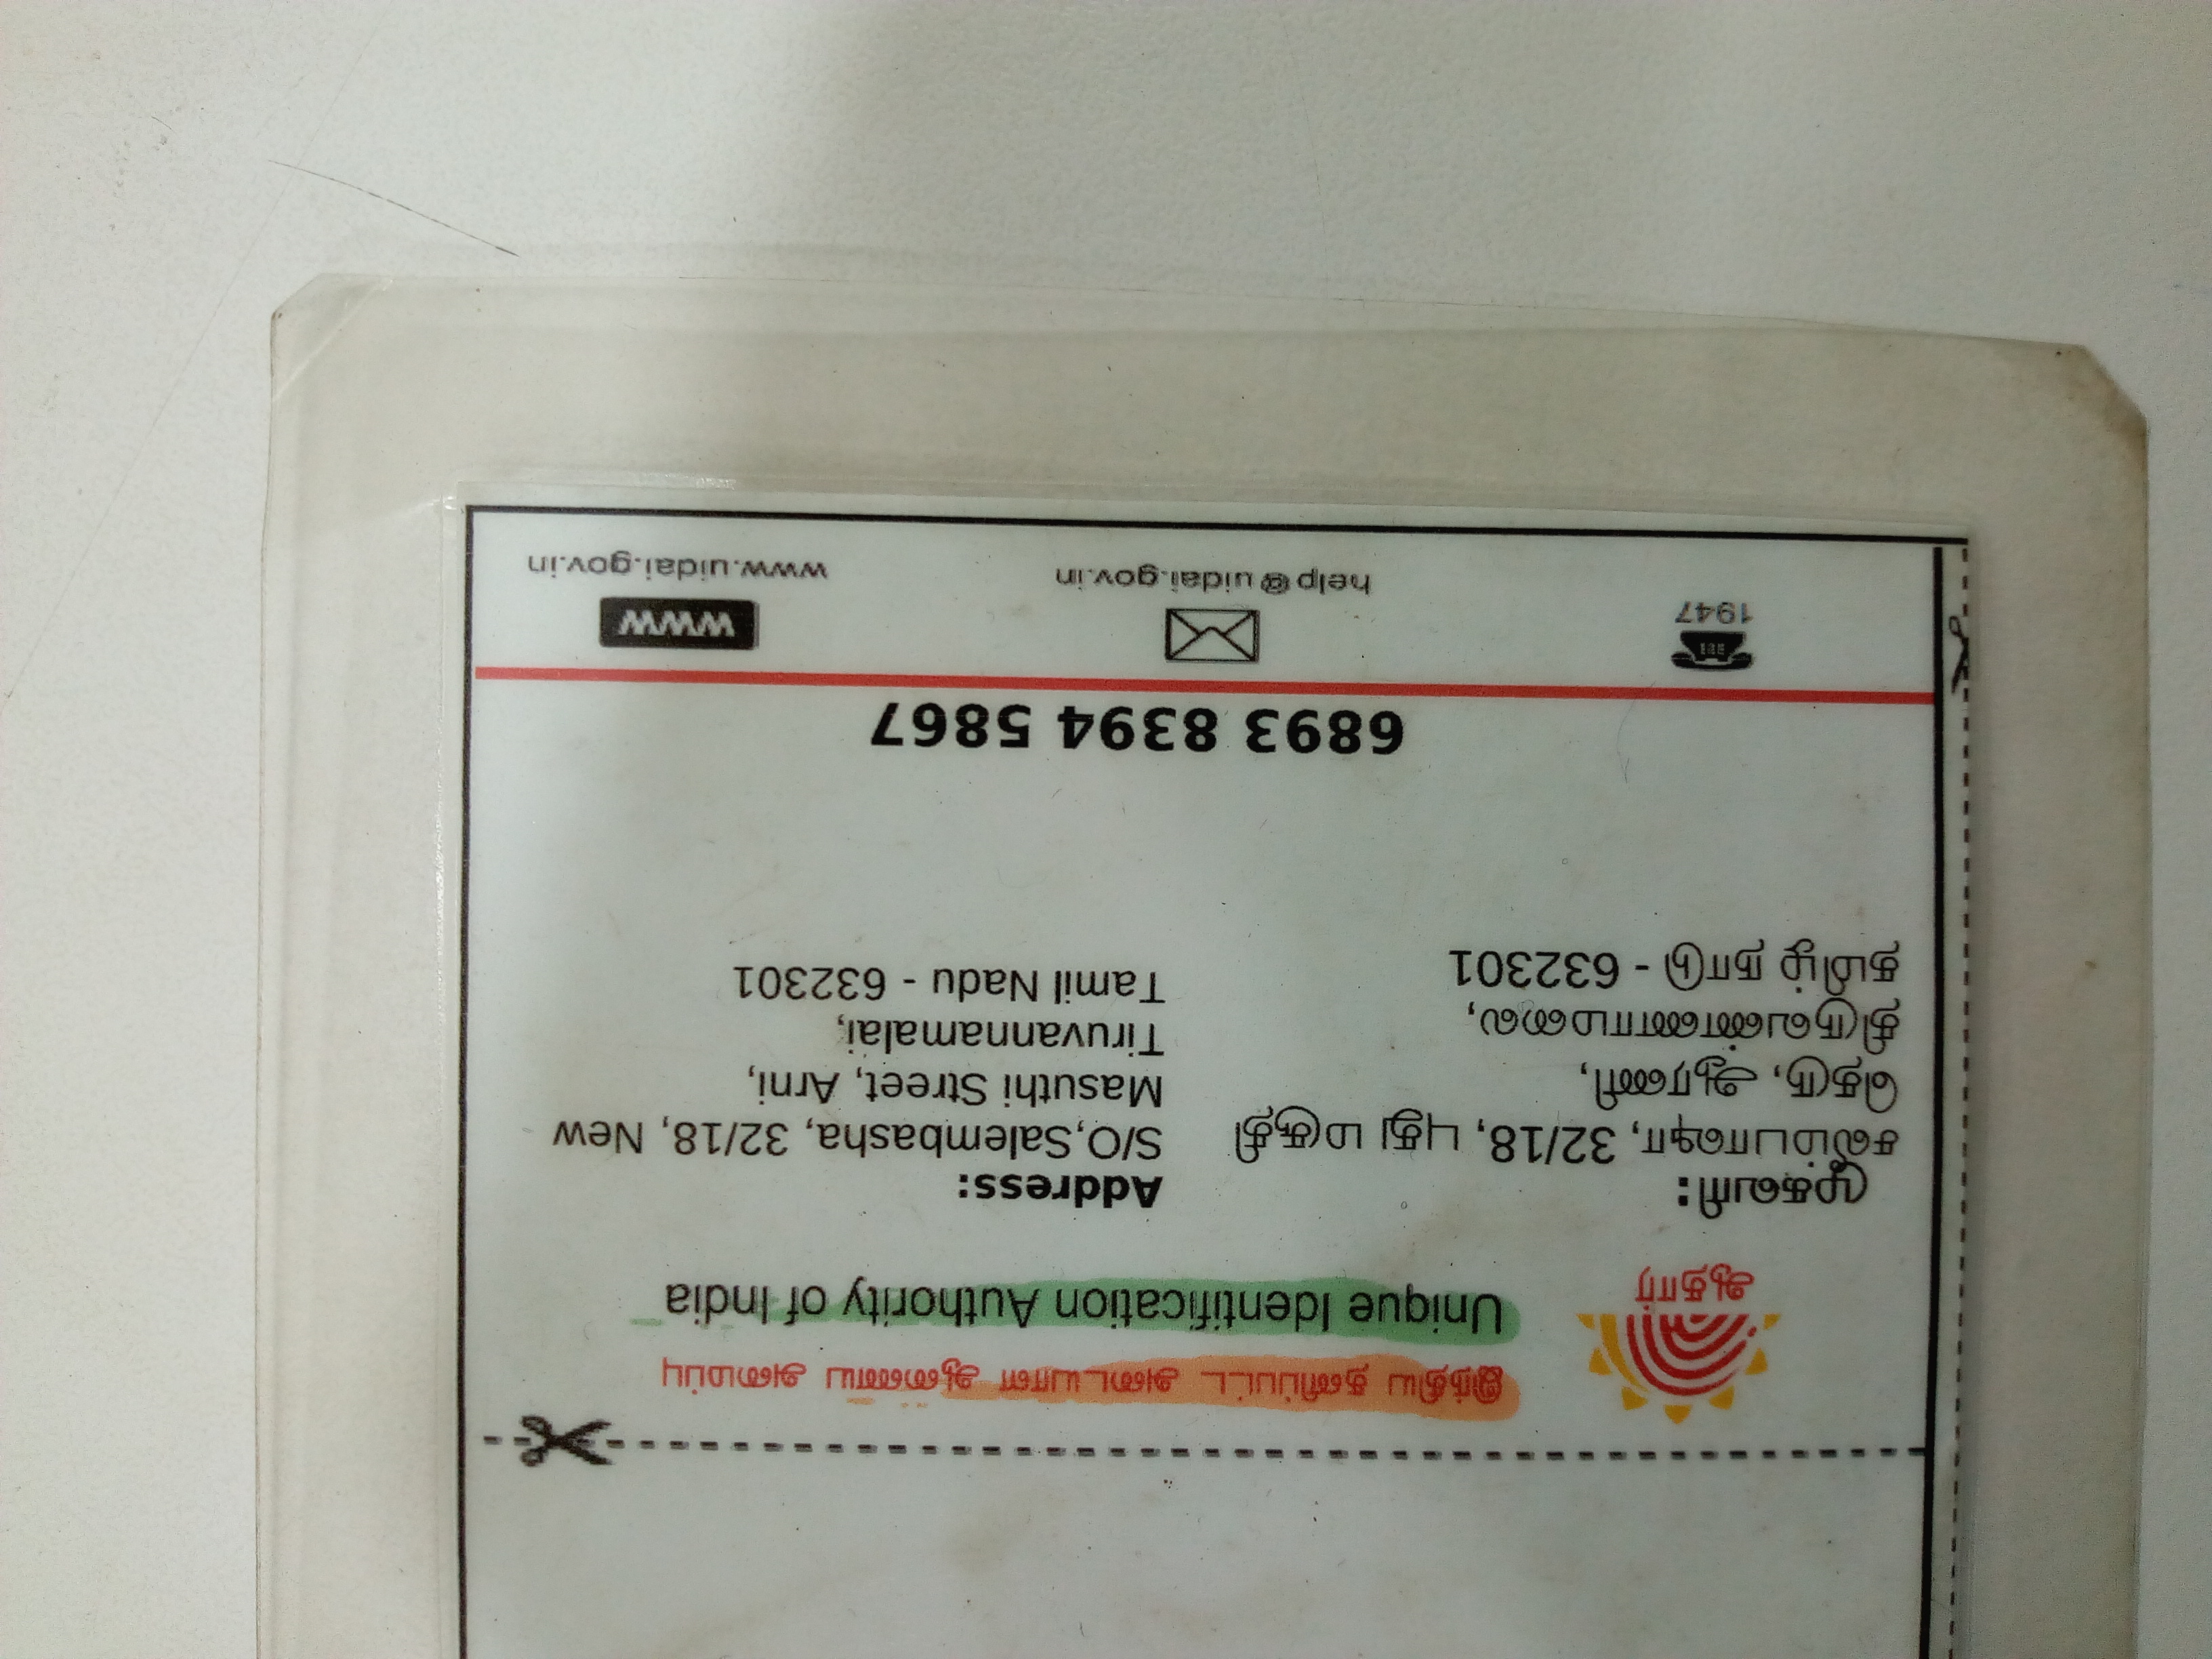 இந்திய தனிப்பட்ட அடையாள ஆணைய அமைப்பு
Unique Identification Authority of India
ஆதார்
முகவரி:
சலீம்பாஷா, 32/18, புது மசூதி
தெரு, ஆரணி,
திருவண்ணாமலை,
தமிழ் நாடு - 632301
Address:
S/O,Salembasha, 32/18, New
Masuthi Street, Arni,
Tiruvannamalai,
Tamil Nadu - 632301
6893 8394 5867
1947
help@uidai.gov.in
WWW
www.uidai.gov.in